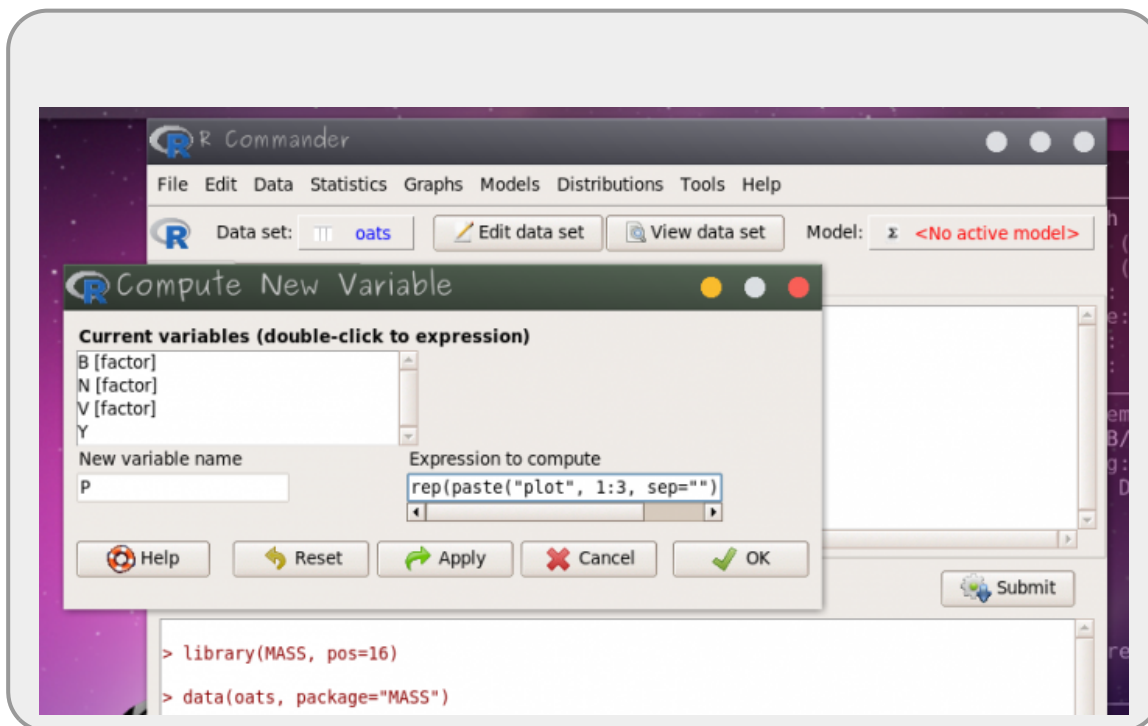 R Commander
File Edit Data Statistics Graphs Models Distributions Tools Help
R Data set: oats Edit data set View data set Model: Σ <No active model>
R Compute New Variable
Current variables (double-click to expression)
B [factor]
N [factor]
V [factor]
Y
New variable name Expression to compute
P rep(paste("plot", 1:3, sep="")
Help Reset Apply Cancel OK
Submit
> library(MASS, pos=16)
> data(oats, package="MASS")